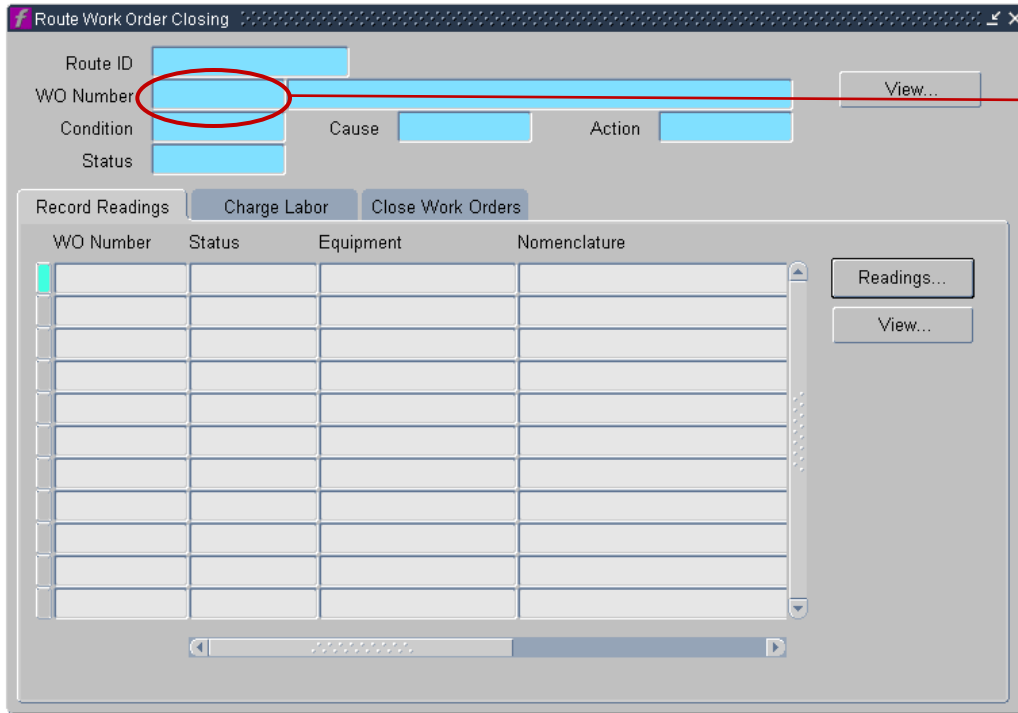 Route Work Order Closing
Route ID
WO Number View...
Condition Cause Action
Status
Record Readings Charge Labor Close Work Orders
WO Number Status Equipment Nomenclature
Readings...
View...